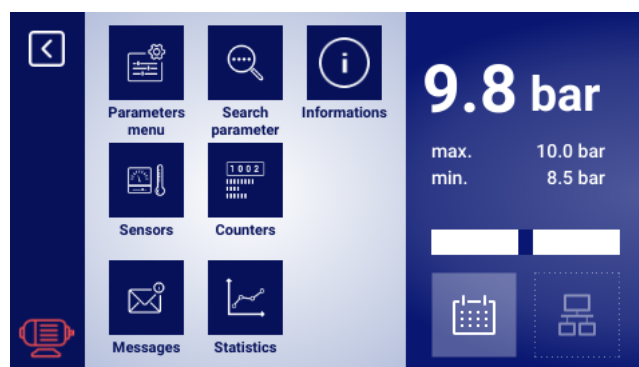 Parameters menu
Search parameter
Informations
1002
Sensors
Counters
Messages
Statistics
9.8 bar
max. 10.0 bar
min. 8.5 bar